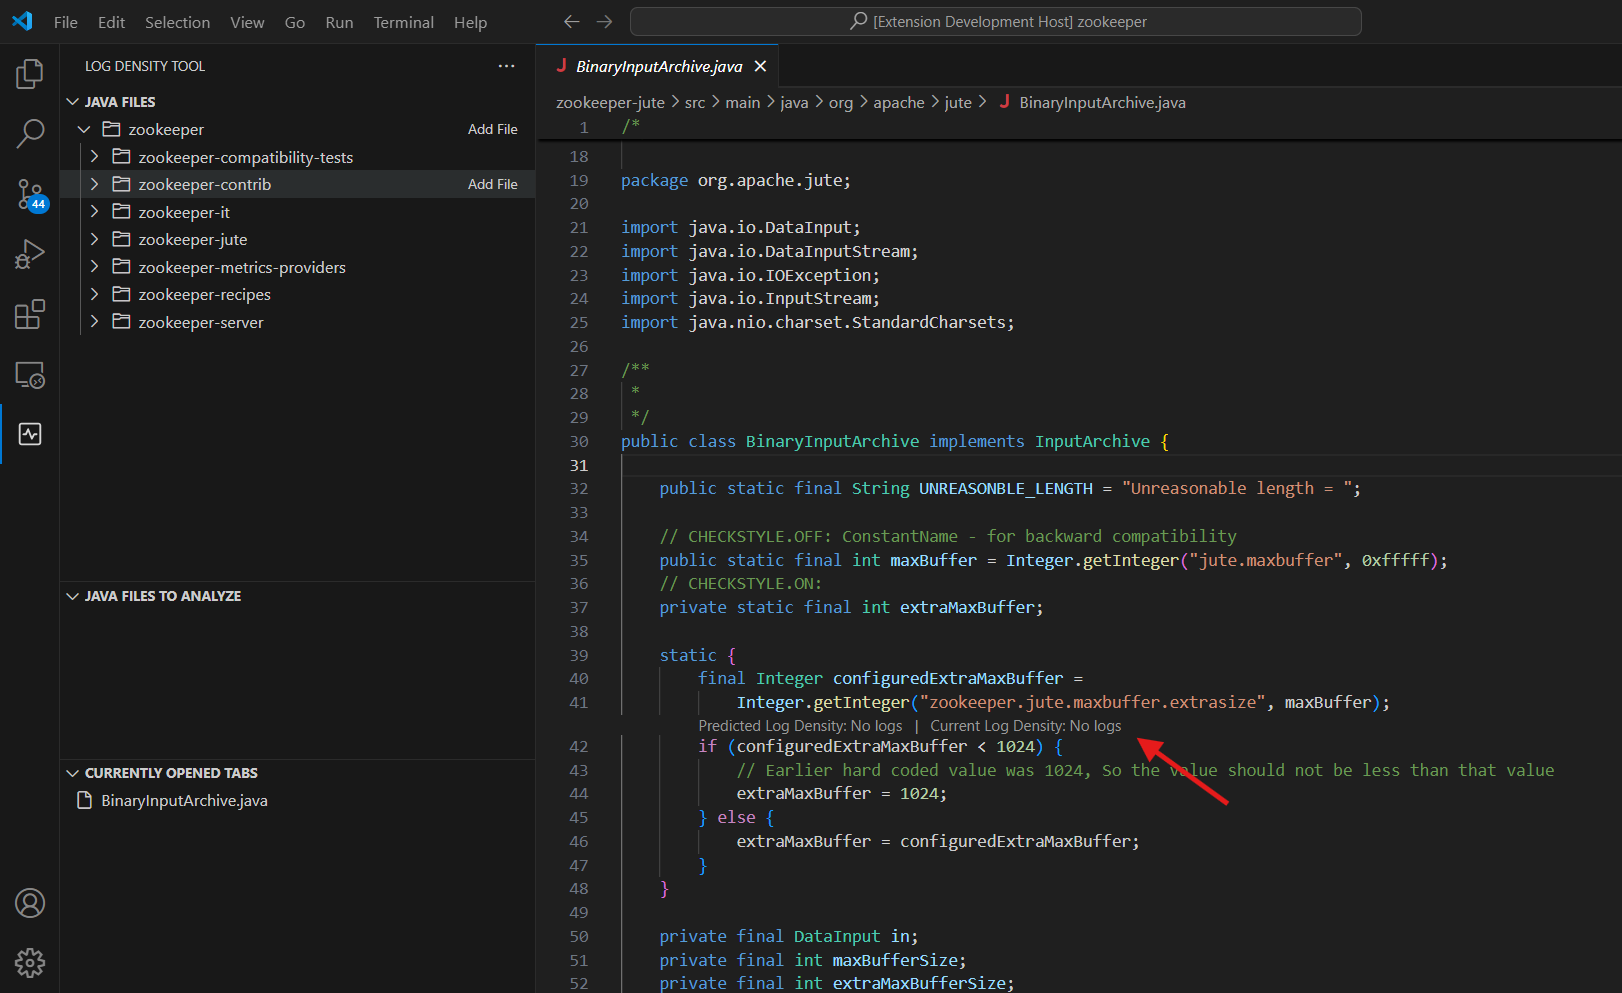 File Edit Selection View Go Run Terminal Help
[Extension Development Host] zookeeper
44
LOG DENSITY TOOL
JAVA FILES
zookeeper Add File
zookeeper-compatibility-tests
zookeeper-contrib Add File
zookeeper-it
zookeeper-jute
zookeeper-metrics-providers
zookeeper-recipes
zookeeper-server
JAVA FILES TO ANALYZE
CURRENTLY OPENED TABS
BinaryInputArchive.java
J BinaryInputArchive.java
zookeeper-jute > src > main > java > org > apache > jute > J BinaryInputArchive.java
1 /*
18
19 package org.apache.jute;
20
21 import java.io.DataInput;
22 import java.io.DataInputStream;
23 import java.io.IOException;
24 import java.io.InputStream;
25 import java.nio.charset.StandardCharsets;
26
27 /**
28 *
29 */
30 public class BinaryInputArchive implements InputArchive {
31
32 public static final String UNREASONBLE_LENGTH = "Unreasonable length = ";
33
34 // CHECKSTYLE.OFF: ConstantName - for backward compatibility
35 public static final int maxBuffer = Integer.getInteger("jute.maxbuffer", 0xfffff);
36 // CHECKSTYLE.ON:
37 private static final int extraMaxBuffer;
38
39 static {
40 final Integer configuredExtraMaxBuffer =
41 Integer.getInteger("zookeeper.jute.maxbuffer.extrasize", maxBuffer);
Predicted Log Density: No logs | Current Log Density: No logs
42 if (configuredExtraMaxBuffer < 1024) {
43 // Earlier hard coded value was 1024, So the value should not be less than that value
44 extraMaxBuffer = 1024;
45 } else {
46 extraMaxBuffer = configuredExtraMaxBuffer;
47 }
48 }
49
50 private final DataInput in;
51 private final int maxBufferSize;
52 private final int extraMaxBufferSize;